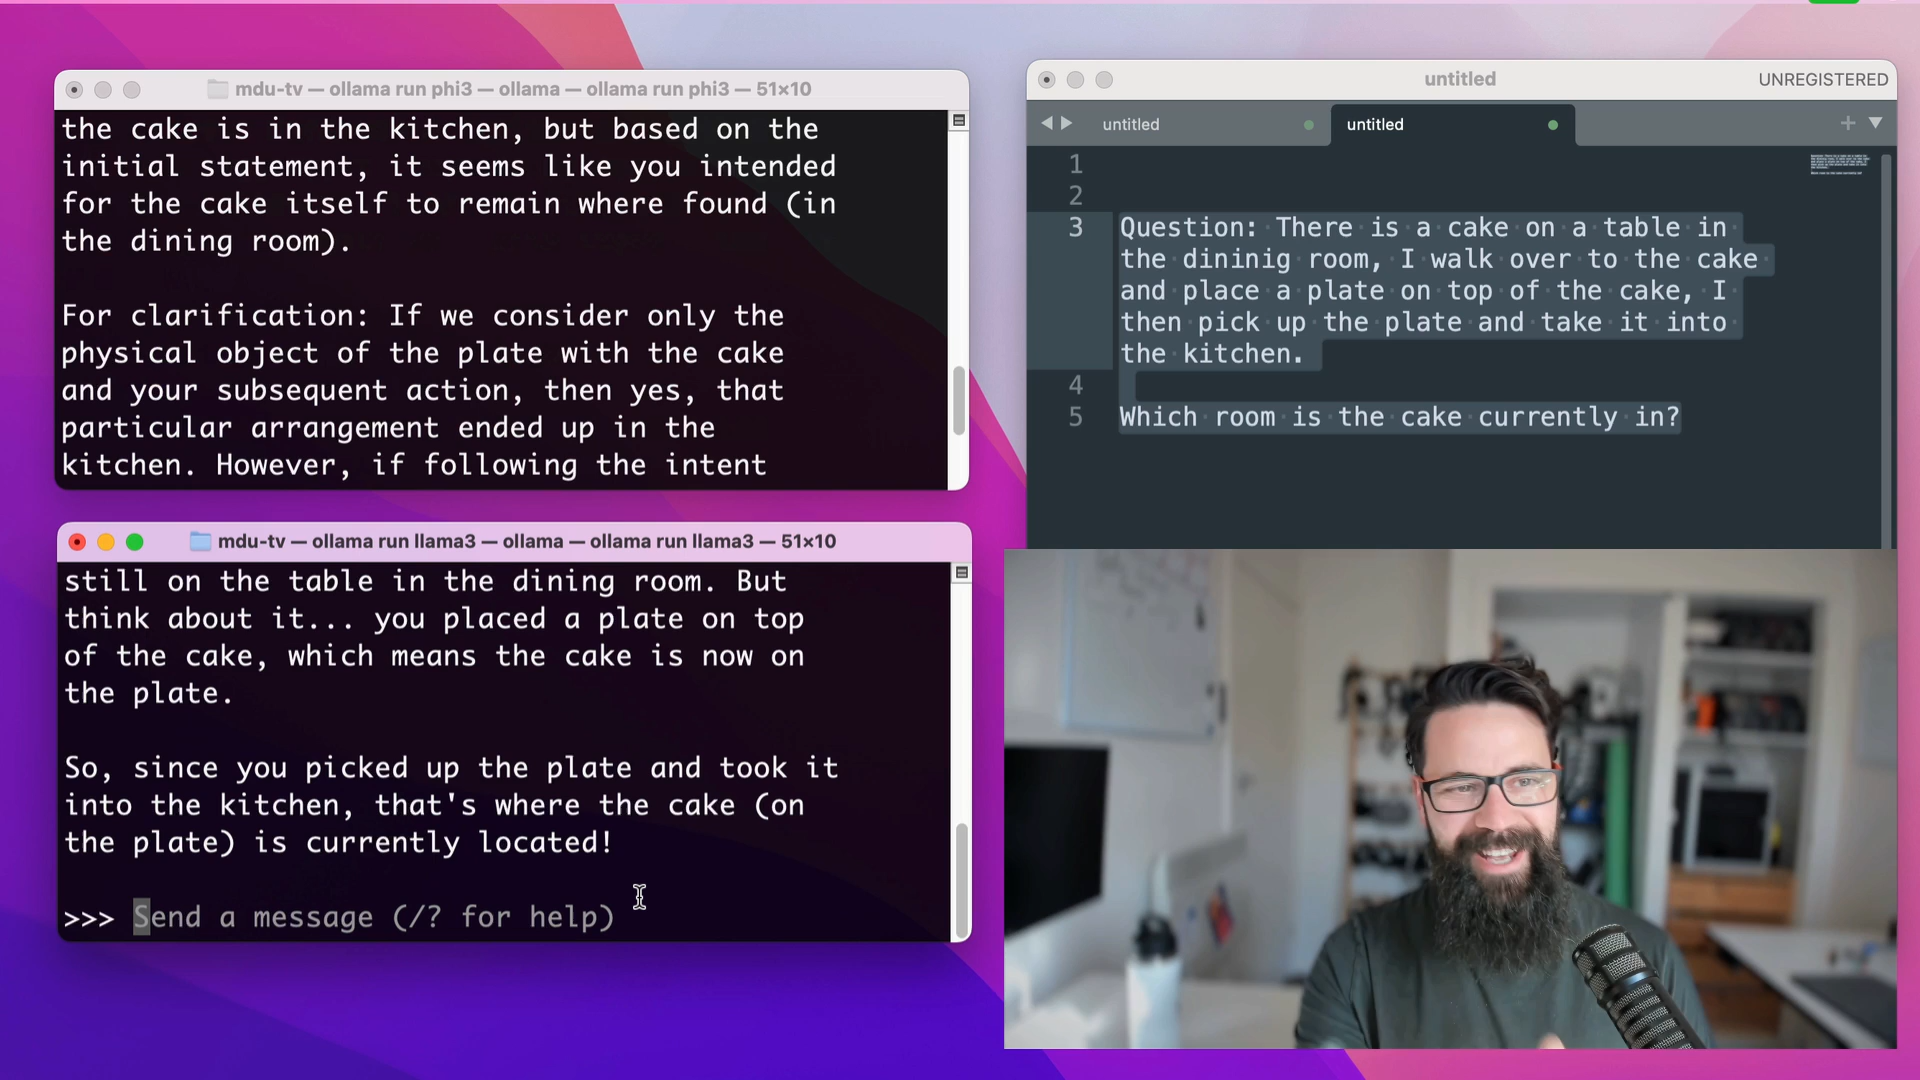 mdu-tv — ollama run phi3 — ollama — ollama run phi3 — 51×10
the cake is in the kitchen, but based on the
initial statement, it seems like you intended
for the cake itself to remain where found (in
the dining room).
For clarification: If we consider only the
physical object of the plate with the cake
and your subsequent action, then yes, that
particular arrangement ended up in the
kitchen. However, if following the intent
mdu-tv — ollama run llama3 — ollama — ollama run llama3 — 51×10
still on the table in the dining room. But
think about it... you placed a plate on top
of the cake, which means the cake is now on
the plate.
So, since you picked up the plate and took it
into the kitchen, that's where the cake (on
the plate) is currently located!
>>> Send a message (/? for help)
untitled
UNREGISTERED
untitled
untitled
1
2
3 Question: There is a cake on a table in
the dininig room, I walk over to the cake
and place a plate on top of the cake, I
then pick up the plate and take it into
the kitchen.
4
5 Which room is the cake currently in?